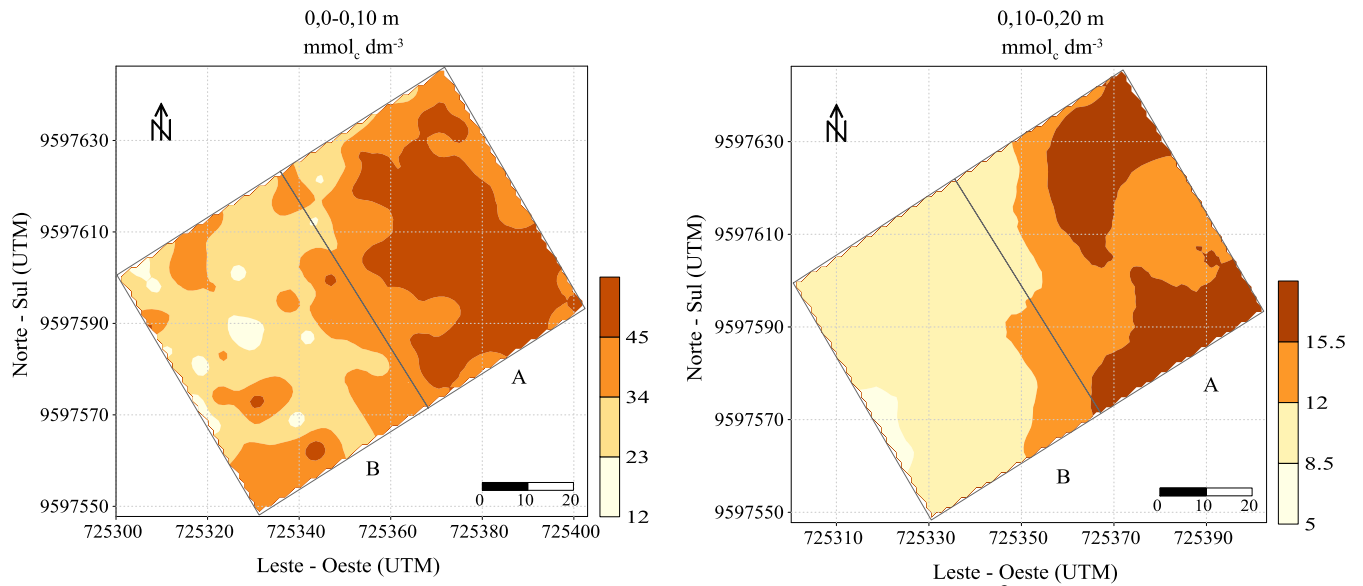 0,0-0,10 m
mmolc dm-3
N
9597630
9597610
9597590
9597570
9597550
Norte - Sul (UTM)
A
B
0 10 20
725300 725320 725340 725360 725380 725400
Leste - Oeste (UTM)
45
34
23
12
0,10-0,20 m
mmolc dm-3
N
9597630
9597610
9597590
9597570
9597550
Norte - Sul (UTM)
A
B
0 10 20
725310 725330 725350 725370 725390
Leste - Oeste (UTM)
15.5
12
8.5
5